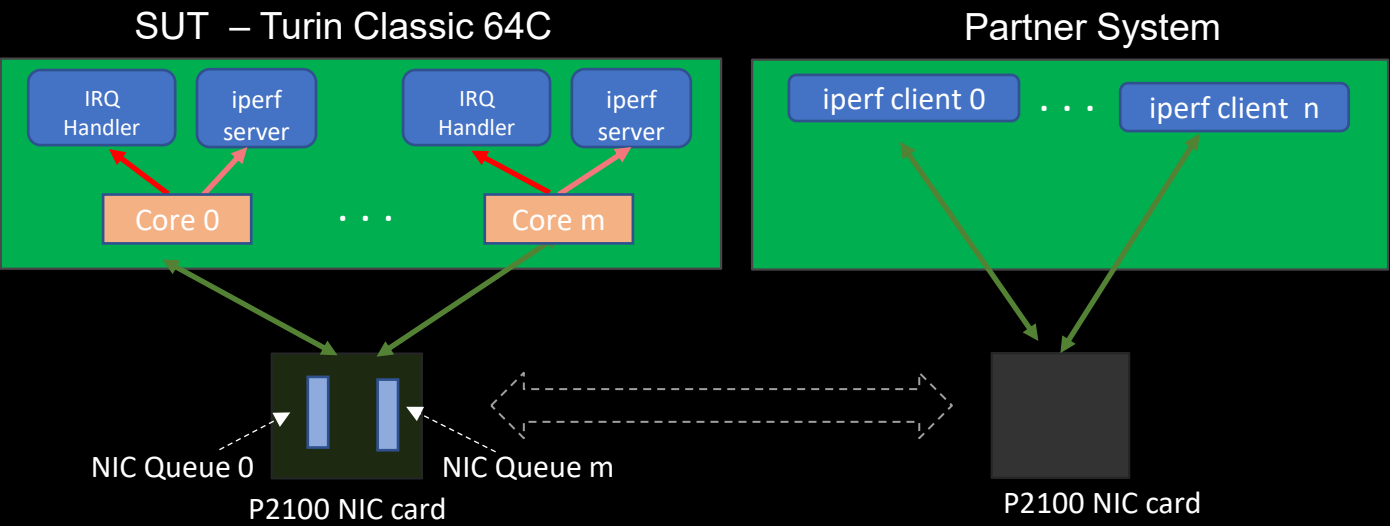 SUT – Turin Classic 64C
Partner System
IRQ
Handler
iperf
server
IRQ
Handler
iperf
server
iperf client 0
. . .
iperf client n
Core 0
. . .
Core m
NIC Queue 0
NIC Queue m
P2100 NIC card
P2100 NIC card